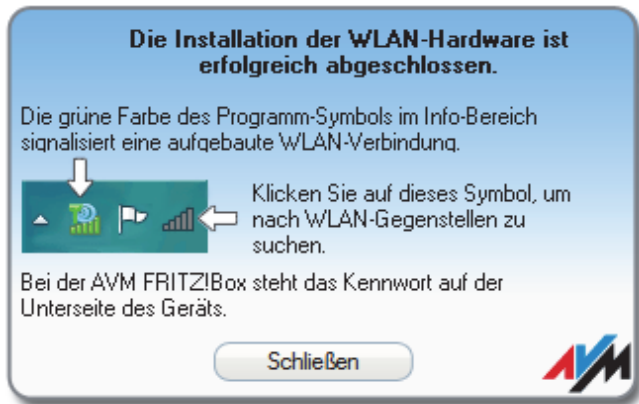 Die Installation der WLAN-Hardware ist
erfolgreich abgeschlossen.
Die grüne Farbe des Programm-Symbols im Info-Bereich
signalisiert eine aufgebaute WLAN-Verbindung.
Klicken Sie auf dieses Symbol, um
nach WLAN-Gegenstellen zu
suchen.
Bei der AVM FRITZ!Box steht das Kennwort auf der
Unterseite des Geräts.
Schließen
AVM